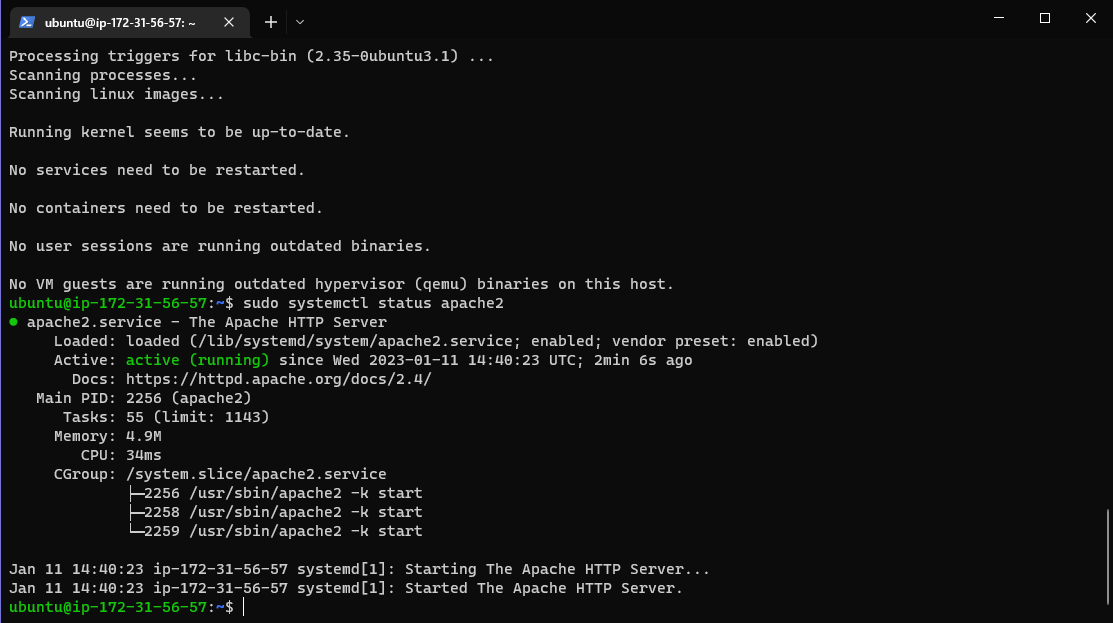 ubuntu@ip-172-31-56-57: ~
Processing triggers for libc-bin (2.35-0ubuntu3.1) ...
Scanning processes...
Scanning linux images...
Running kernel seems to be up-to-date.
No services need to be restarted.
No containers need to be restarted.
No user sessions are running outdated binaries.
No VM guests are running outdated hypervisor (qemu) binaries on this host.
ubuntu@ip-172-31-56-57:~$ sudo systemctl status apache2
● apache2.service - The Apache HTTP Server
Loaded: loaded (/lib/systemd/system/apache2.service; enabled; vendor preset: enabled)
Active: active (running) since Wed 2023-01-11 14:40:23 UTC; 2min 6s ago
Docs: https://httpd.apache.org/docs/2.4/
Main PID: 2256 (apache2)
Tasks: 55 (limit: 1143)
Memory: 4.9M
CPU: 34ms
CGroup: /system.slice/apache2.service
├─2256 /usr/sbin/apache2 -k start
├─2258 /usr/sbin/apache2 -k start
└─2259 /usr/sbin/apache2 -k start
Jan 11 14:40:23 ip-172-31-56-57 systemd[1]: Starting The Apache HTTP Server...
Jan 11 14:40:23 ip-172-31-56-57 systemd[1]: Started The Apache HTTP Server.
ubuntu@ip-172-31-56-57:~$